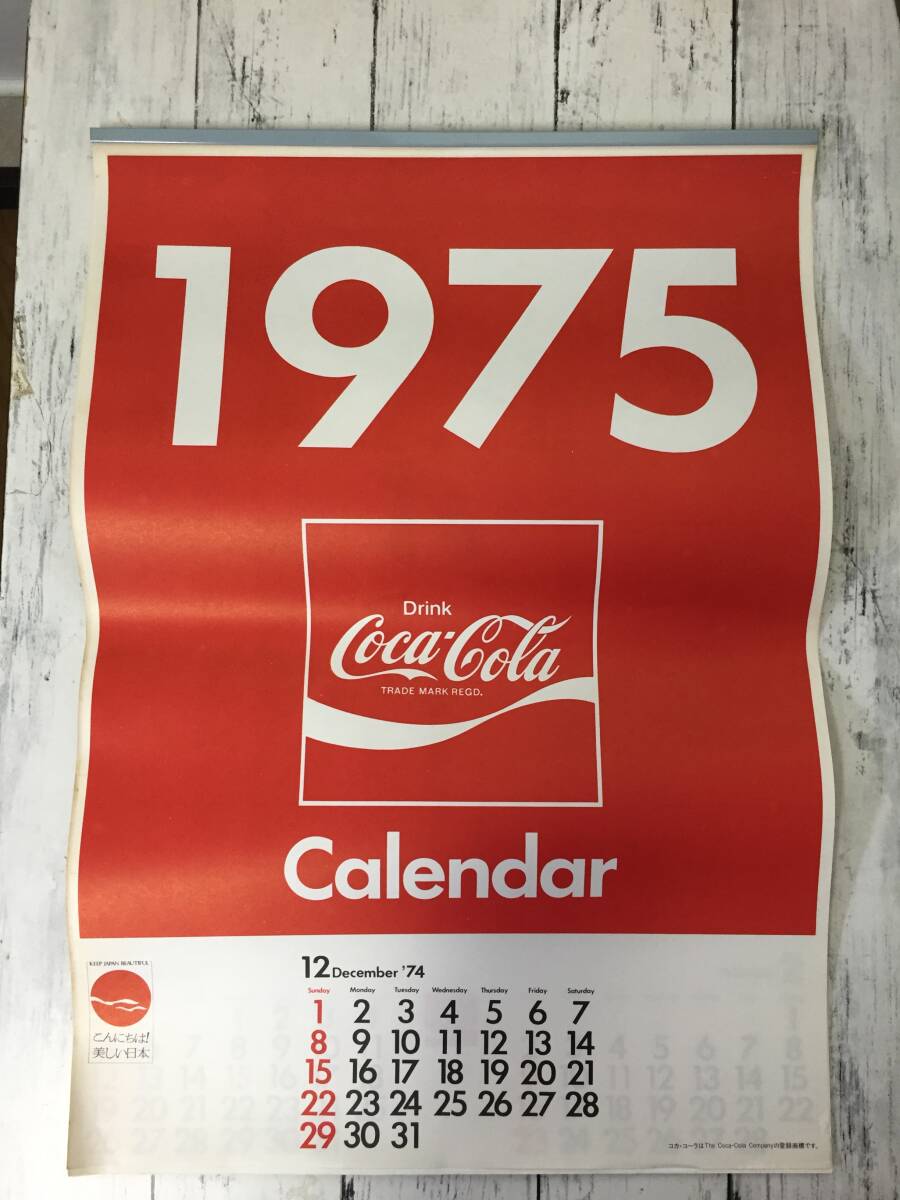 1975
Drink
Coca-Cola
TRADE MARK REGD.
Calendar
KEEP JAPAN BEAUTIFUL
こんにちは!
美しい日本
12 December '74
Sunday Monday Tuesday Wednesday Thursday Friday Saturday
1 2 3 4 5 6 7
8 9 10 11 12 13 14
15 16 17 18 19 20 21
22 23 24 25 26 27 28
29 30 31
コカ・コーラはThe Coca-Cola Companyの登録商標です。